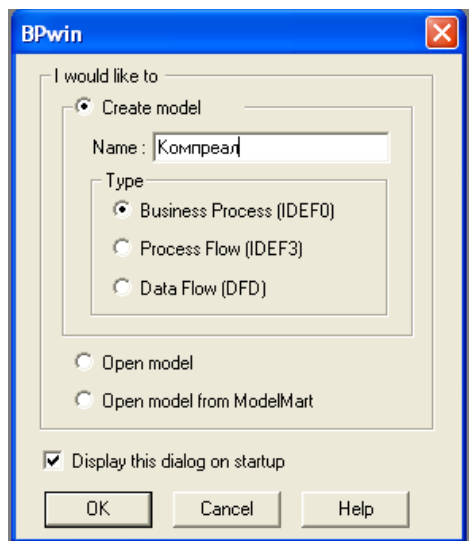 BPwin
I would like to
Create model
Name : Компреал
Type
Business Process (IDEF0)
Process Flow (IDEF3)
Data Flow (DFD)
Open model
Open model from ModelMart
Display this dialog on startup
OK Cancel Help